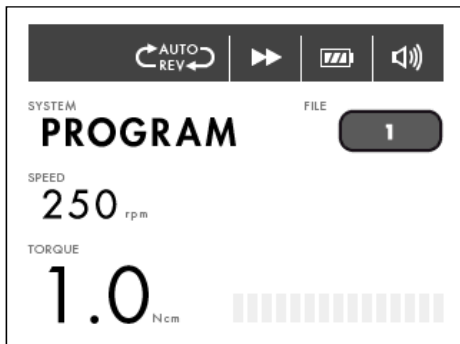 AUTO
REV
SYSTEM
PROGRAM
FILE
1
SPEED
250 rpm
TORQUE
1.0 Ncm